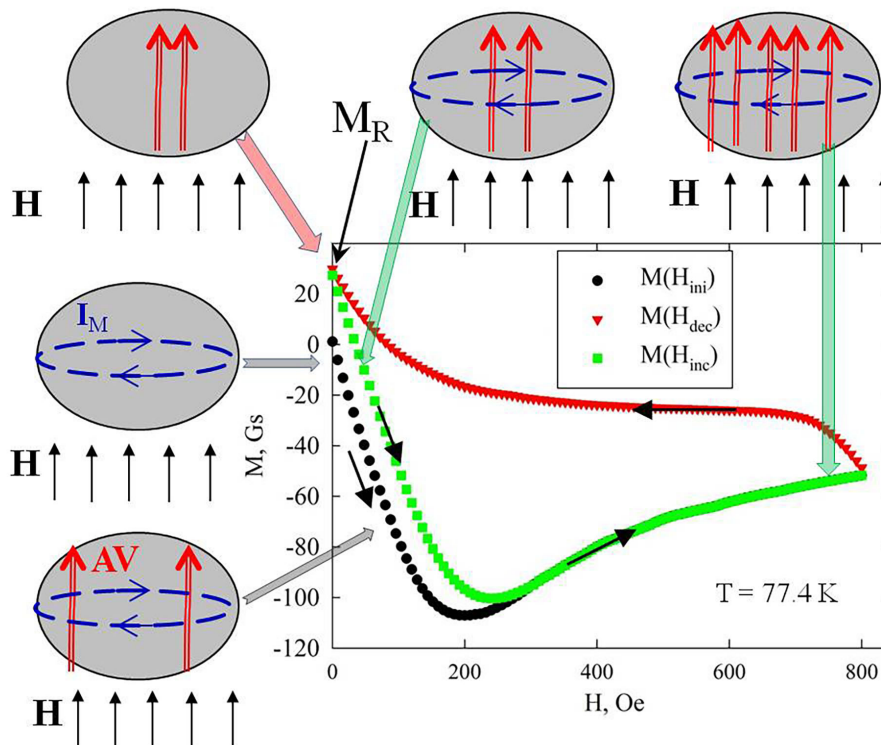 M_R
H
H
H
I_M
H
AV
H
M(H_ini)
M(H_dec)
M(H_inc)
20
0
-20
-40
-60
-80
-100
-120
M, Gs
T = 77.4 K
0
200
400
600
800
H, Oe